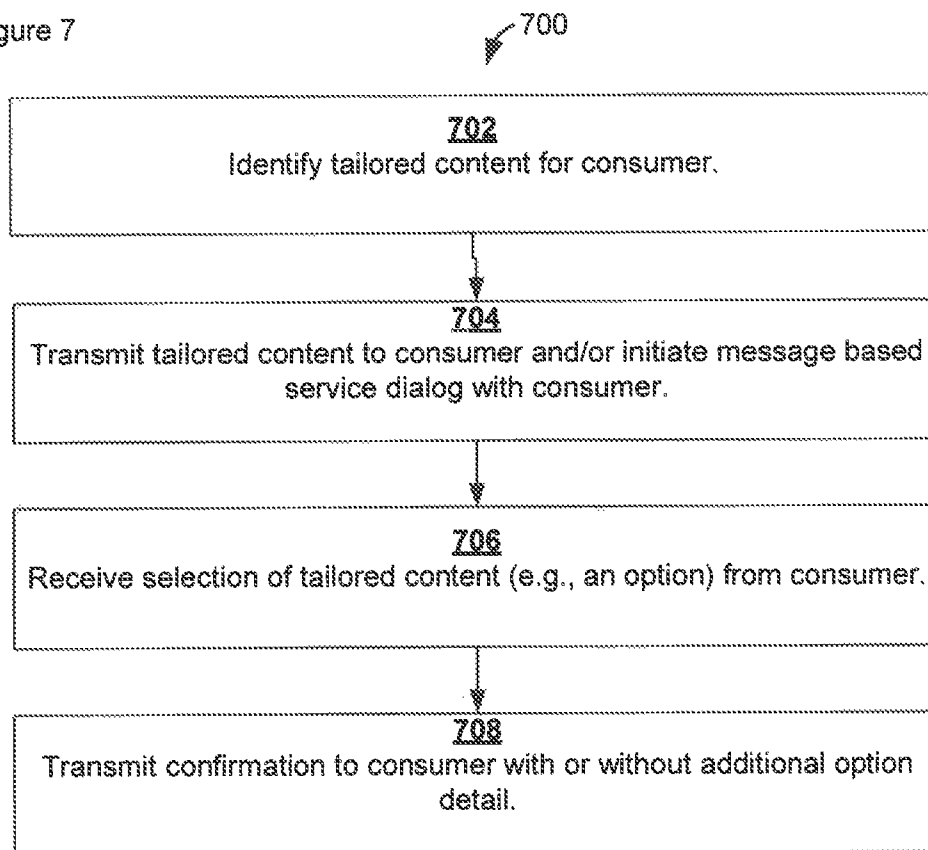 gure 7
700
702
Identify tailored content for consumer.
704
Transmit tailored content to consumer and/or initiate message based
service dialog with consumer.
706
Receive selection of tailored content (e.g., an option) from consumer.
708
Transmit confirmation to consumer with or without additional option
detail.